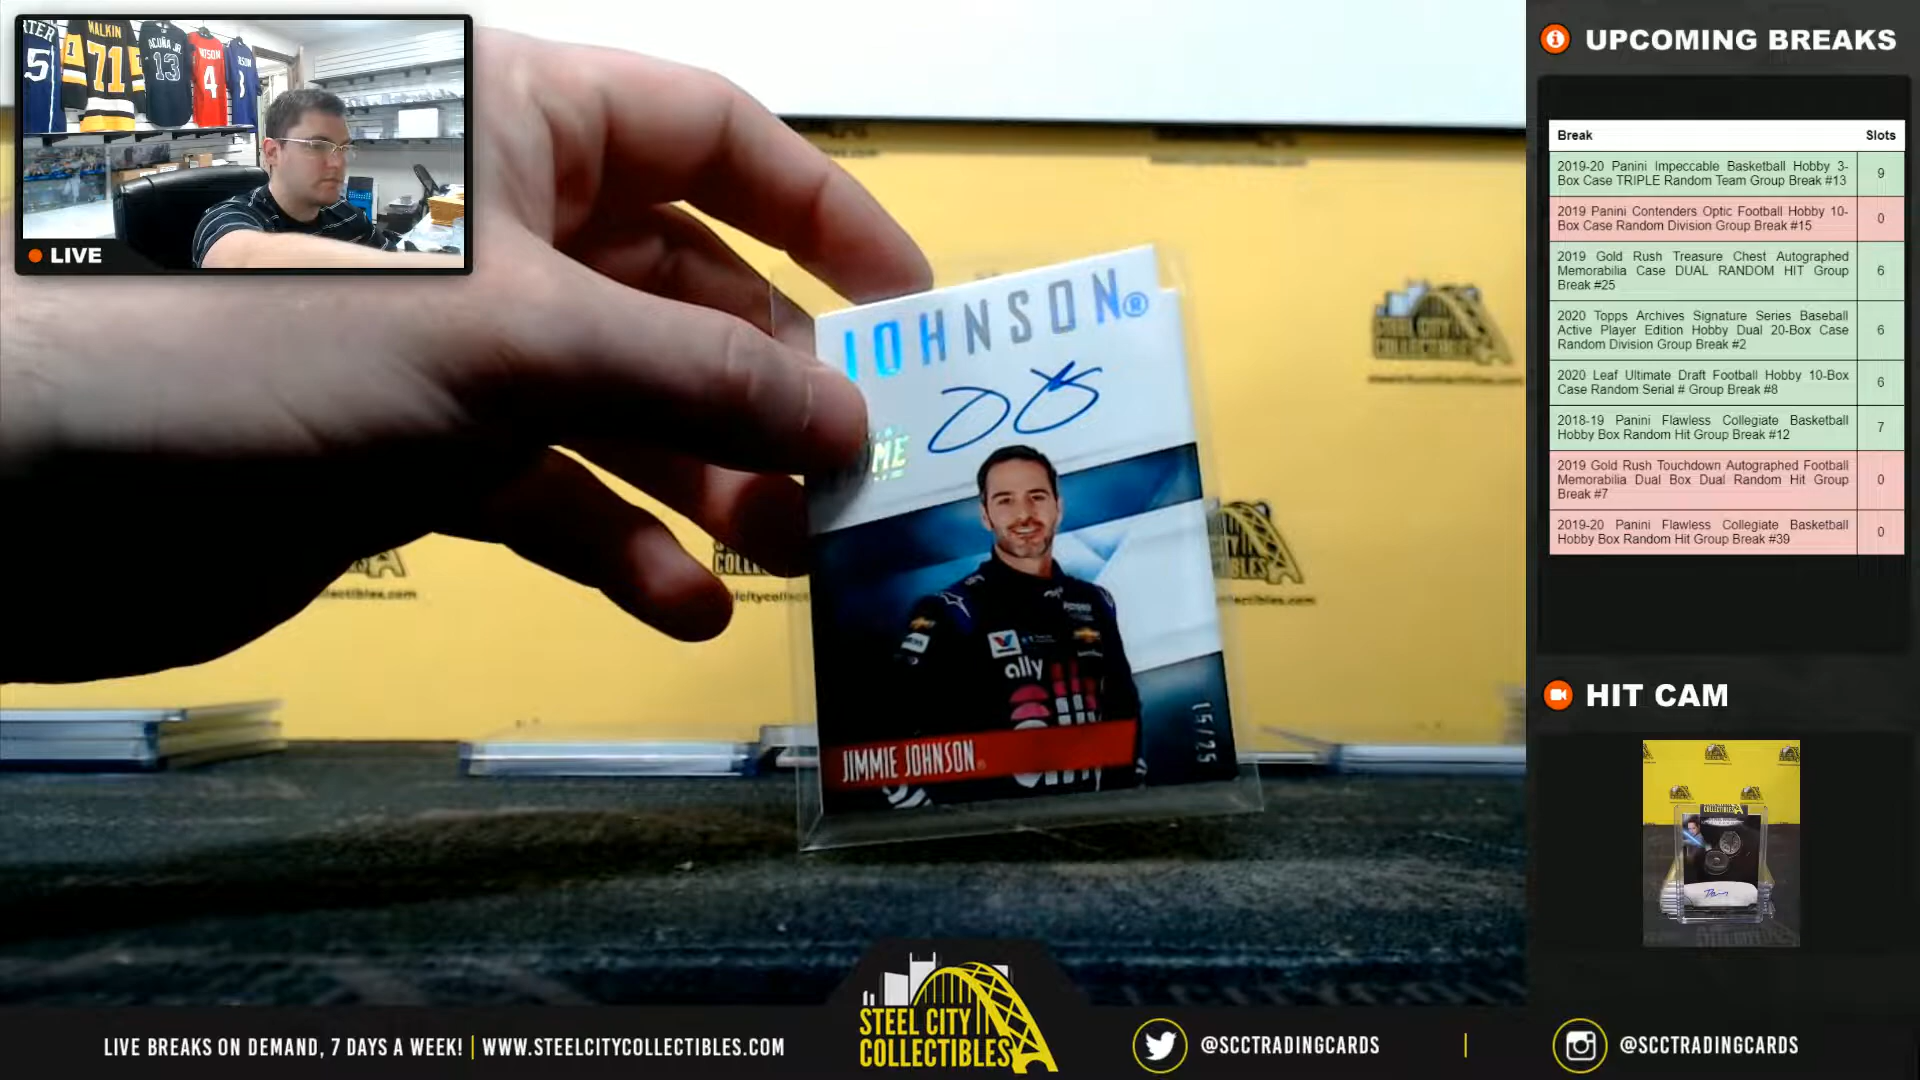 TER
5
MALKIN
71
ACUÑA JR
13
4
LIVE
JOHNSON®
ME
ally
JIMMIE JOHNSON
15/25
STEEL CITY
COLLECTIBLES
UPCOMING BREAKS
Break Slots
2019-20 Panini Impeccable Basketball Hobby 3-
Box Case TRIPLE Random Team Group Break #13 9
2019 Panini Contenders Optic Football Hobby 10-
Box Case Random Division Group Break #15 0
2019 Gold Rush Treasure Chest Autographed
Memorabilia Case DUAL RANDOM HIT Group 6
Break #25
2020 Topps Archives Signature Series Baseball
Active Player Edition Hobby Dual 20-Box Case 6
Random Division Group Break #2
2020 Leaf Ultimate Draft Football Hobby 10-Box
Case Random Serial # Group Break #8 6
2018-19 Panini Flawless Collegiate Basketball
Hobby Box Random Hit Group Break #12 7
2019 Gold Rush Touchdown Autographed Football
Memorabilia Dual Box Dual Random Hit Group 0
Break #7
2019-20 Panini Flawless Collegiate Basketball
Hobby Box Random Hit Group Break #39 0
HIT CAM
LIVE BREAKS ON DEMAND, 7 DAYS A WEEK! | WWW.STEELCITYCOLLECTIBLES.COM
STEEL CITY
COLLECTIBLES
@SCCTRADINGCARDS | @SCCTRADINGCARDS